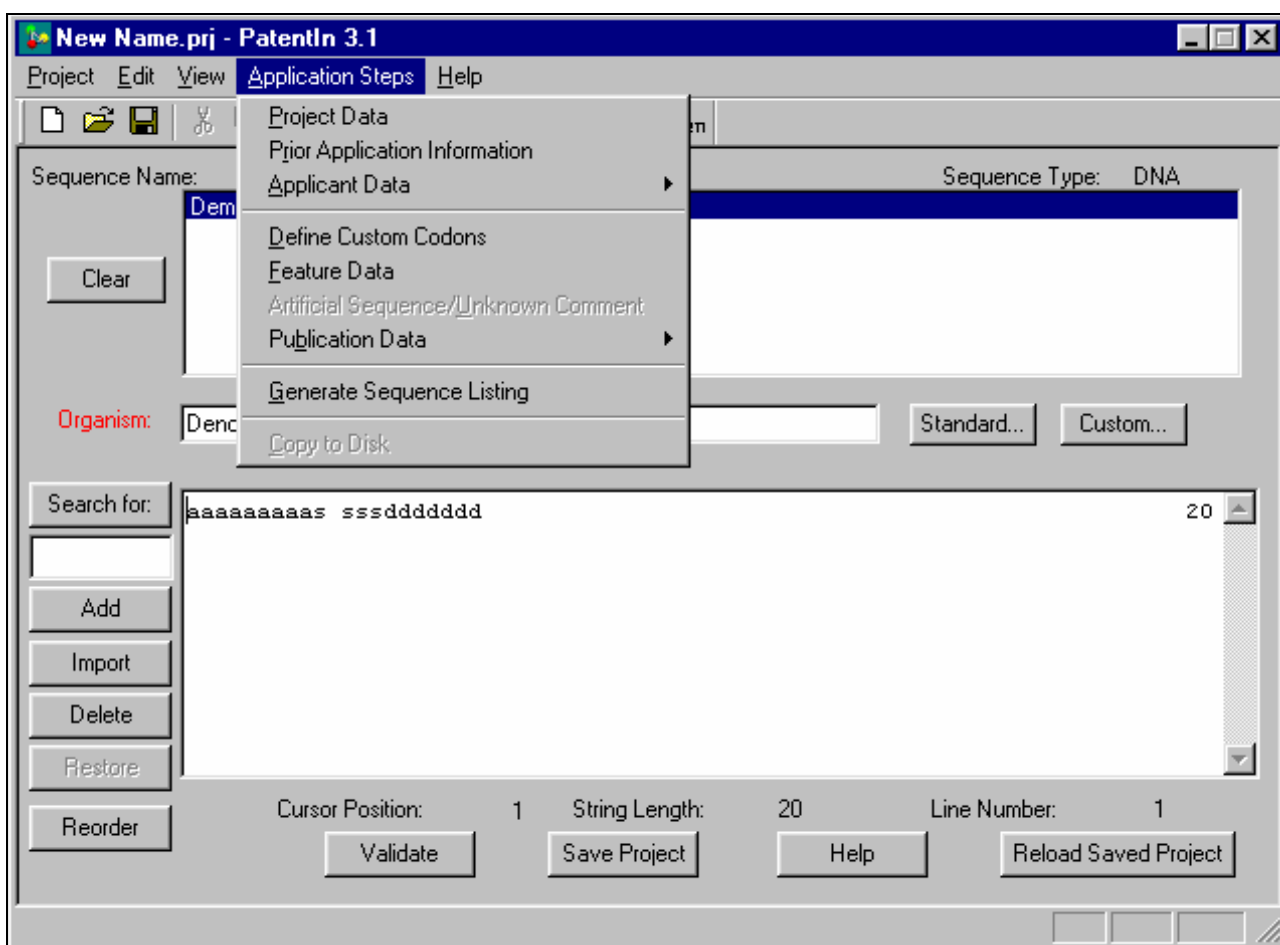 New Name.prj - PatentIn 3.1
Project Edit View Application Steps Help
Project Data
Prior Application Information
Applicant Data
Define Custom Codons
Feature Data
Artificial Sequence/Unknown Comment
Publication Data
Generate Sequence Listing
Copy to Disk
Sequence Name: Sequence Type: DNA
Clear
Organism: Standard... Custom...
Search for: aaaaaaaaas sssddddddd 20
Add
Import
Delete
Restore
Reorder
Cursor Position: 1 String Length: 20 Line Number: 1
Validate Save Project Help Reload Saved Project